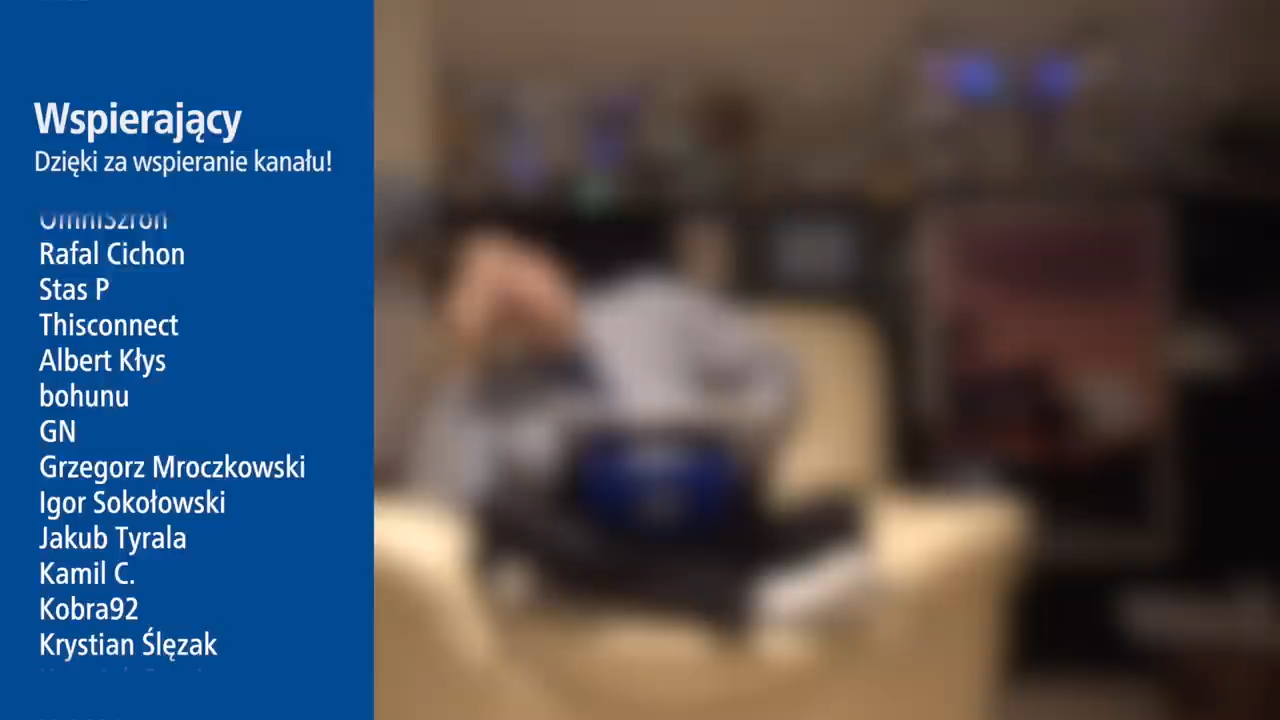 Wspierający
Dzięki za wspieranie kanału!
OmniSzron
Rafal Cichon
Stas P
Thisconnect
Albert Kłys
bohunu
GN
Grzegorz Mroczkowski
Igor Sokołowski
Jakub Tyrala
Kamil C.
Kobra92
Krystian Ślęzak